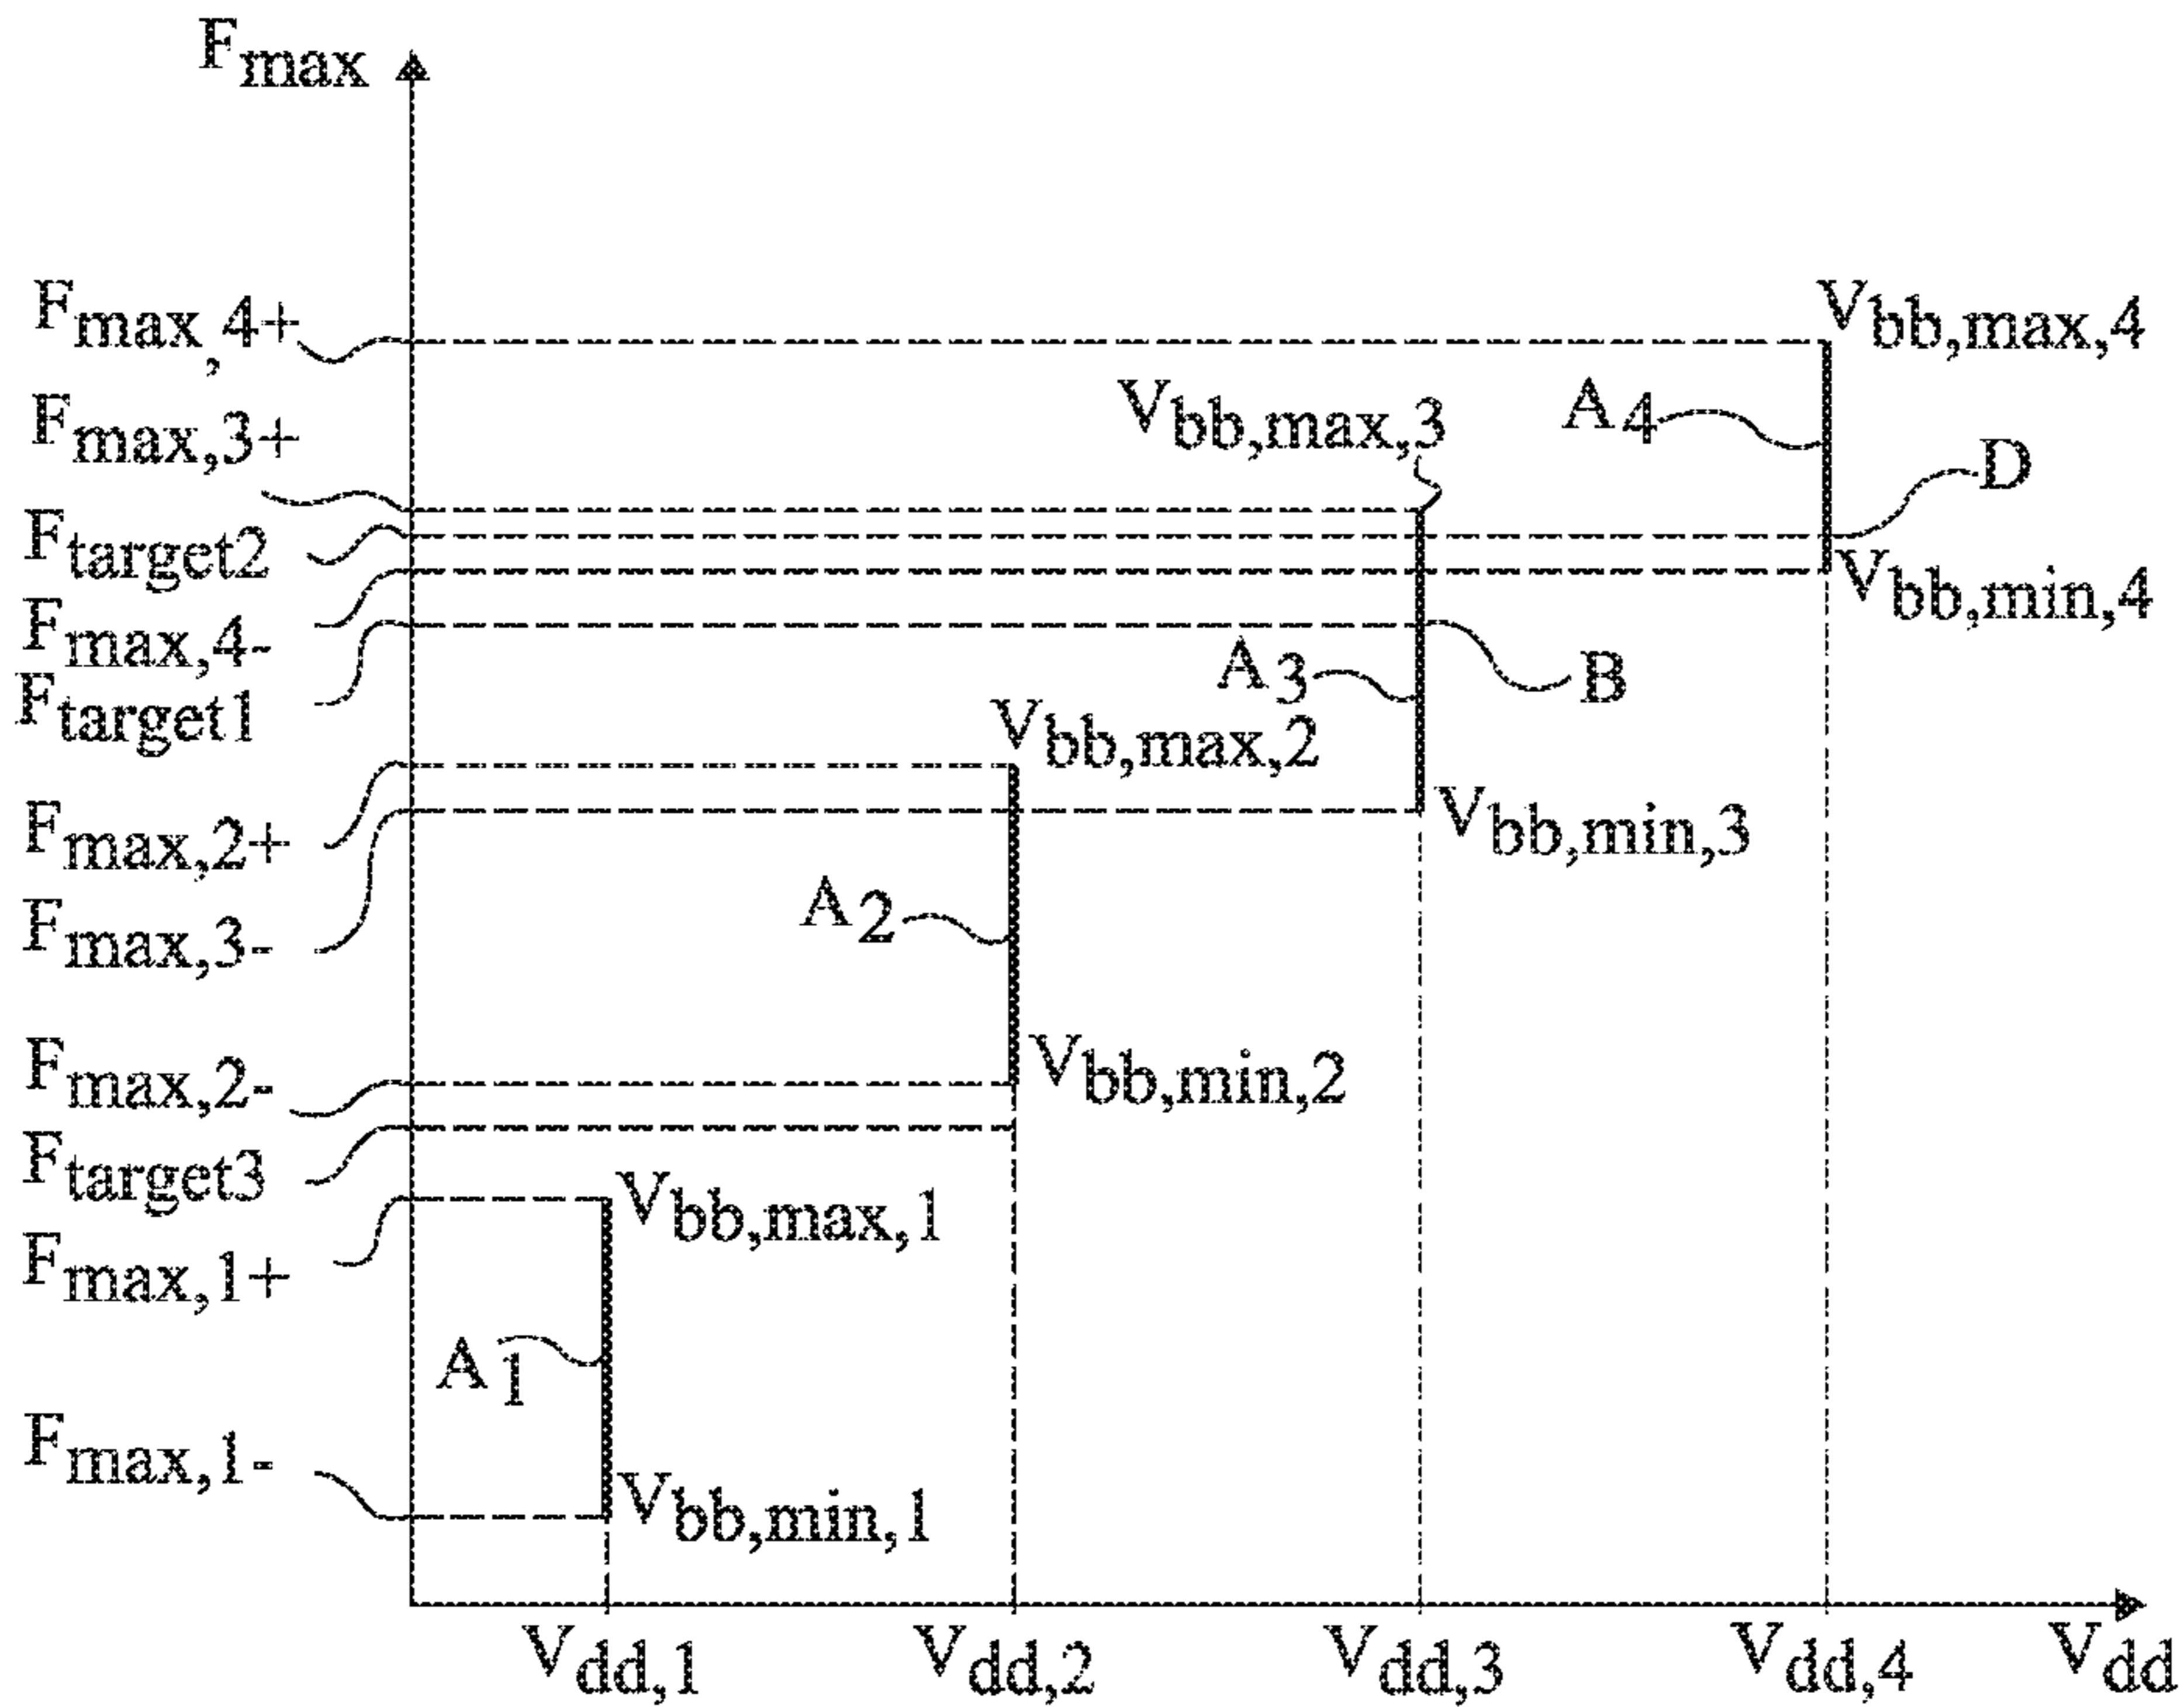 Fmax
Fmax,4+
Vbb,max,4
Vbb,max,3
A4
Fmax,3+
D
Ftarget2
Vbb,min,4
Fmax,4-
A3
B
Ftarget1
Vbb,max,2
Fmax,2+
Vbb,min,3
A2
Fmax,3-
Fmax,2-
Vbb,min,2
Ftarget3
Vbb,max,1
Fmax,1+
A1
Fmax,1-
Vbb,min,1
Vdd,1
Vdd,2
Vdd,3
Vdd,4
Vdd